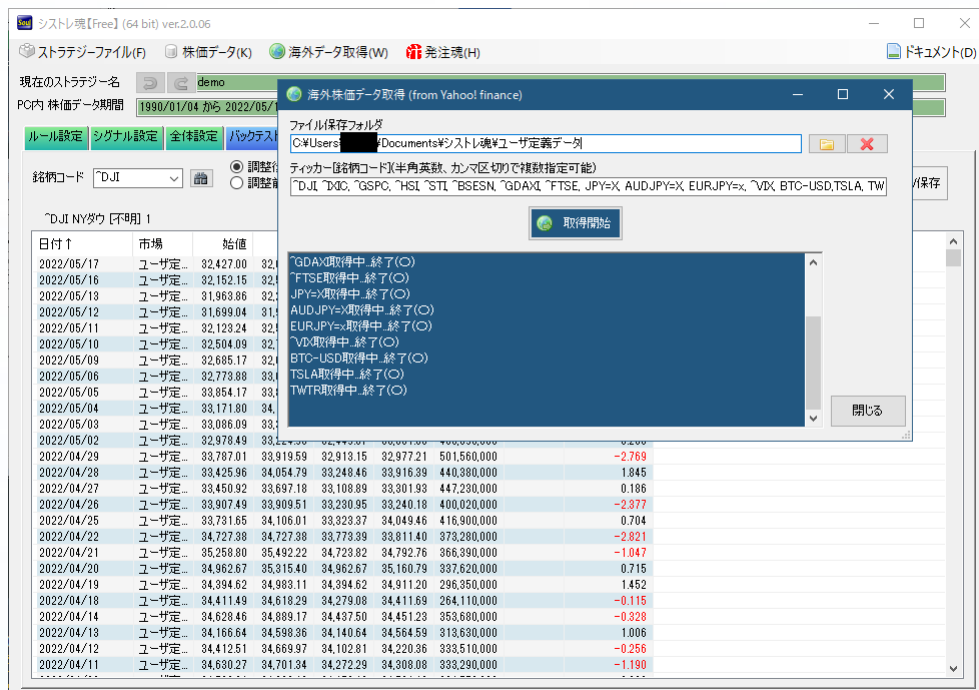 シストレ魂【Free】 (64 bit) ver.2.0.06
ストラテジーファイル(F) 株価データ(K) 海外データ取得(W) 発注魂(H) ドキュメント(D)
現在のストラテジー名 demo
PC内 株価データ期間 1990/01/04 から 2022/05/1
ルール設定 シグナル設定 全体設定 バックテスト
銘柄コード ^DJI 調整後
調整前
/保存
^DJI NYダウ [不明] 1
海外株価データ取得 (from Yahoo! finance)
ファイル保存フォルダ
C:¥Users¥ ¥Documents¥シストレ魂¥ユーザ定義データ
ティッカー[銘柄コード](半角英数、カンマ区切りで複数指定可能)
^DJI, ^IXIC, ^GSPC, ^HSI, ^STI, ^BSESN, ^GDAXI, ^FTSE, JPY=X, AUDJPY=X, EURJPY=x, ^VIX, BTC-USD,TSLA, TW
取得開始
^GDAXI取得中...終了(○)
^FTSE取得中...終了(○)
JPY=X取得中...終了(○)
AUDJPY=X取得中...終了(○)
EURJPY=x取得中...終了(○)
^VIX取得中...終了(○)
BTC-USD取得中...終了(○)
TSLA取得中...終了(○)
TWTR取得中...終了(○)
閉じる
日付↑ 市場 始値
2022/05/17 ユーザ定... 32,427.00
2022/05/16 ユーザ定... 32,152.15
2022/05/13 ユーザ定... 31,963.86
2022/05/12 ユーザ定... 31,699.04
2022/05/11 ユーザ定... 32,123.24
2022/05/10 ユーザ定... 32,504.09
2022/05/09 ユーザ定... 32,685.17
2022/05/06 ユーザ定... 32,773.88
2022/05/05 ユーザ定... 33,854.17
2022/05/04 ユーザ定... 33,171.80
2022/05/03 ユーザ定... 33,086.09
2022/05/02 ユーザ定... 32,978.49
2022/04/29 ユーザ定... 33,787.01 33,919.59 32,913.15 32,977.21 501,560,000 -2.769
2022/04/28 ユーザ定... 33,425.96 34,054.79 33,248.46 33,916.39 440,380,000 1.845
2022/04/27 ユーザ定... 33,450.92 33,697.18 33,108.89 33,301.93 447,230,000 0.186
2022/04/26 ユーザ定... 33,907.49 33,909.51 33,230.95 33,240.18 400,020,000 -2.377
2022/04/25 ユーザ定... 33,731.65 34,106.01 33,323.37 34,049.46 416,900,000 0.704
2022/04/22 ユーザ定... 34,727.38 34,727.38 33,773.39 33,811.40 373,280,000 -2.821
2022/04/21 ユーザ定... 35,258.80 35,492.22 34,723.82 34,792.76 366,390,000 -1.047
2022/04/20 ユーザ定... 34,962.67 35,315.40 34,962.67 35,160.79 337,620,000 0.715
2022/04/19 ユーザ定... 34,394.62 34,983.11 34,394.62 34,911.20 296,350,000 1.452
2022/04/18 ユーザ定... 34,411.49 34,618.29 34,279.08 34,411.69 264,110,000 -0.115
2022/04/14 ユーザ定... 34,628.46 34,889.17 34,437.50 34,451.23 353,680,000 -0.328
2022/04/13 ユーザ定... 34,166.64 34,598.36 34,140.64 34,564.59 313,630,000 1.006
2022/04/12 ユーザ定... 34,412.51 34,669.97 34,102.81 34,220.36 333,510,000 -0.256
2022/04/11 ユーザ定... 34,630.27 34,701.34 34,272.29 34,308.08 333,290,000 -1.190